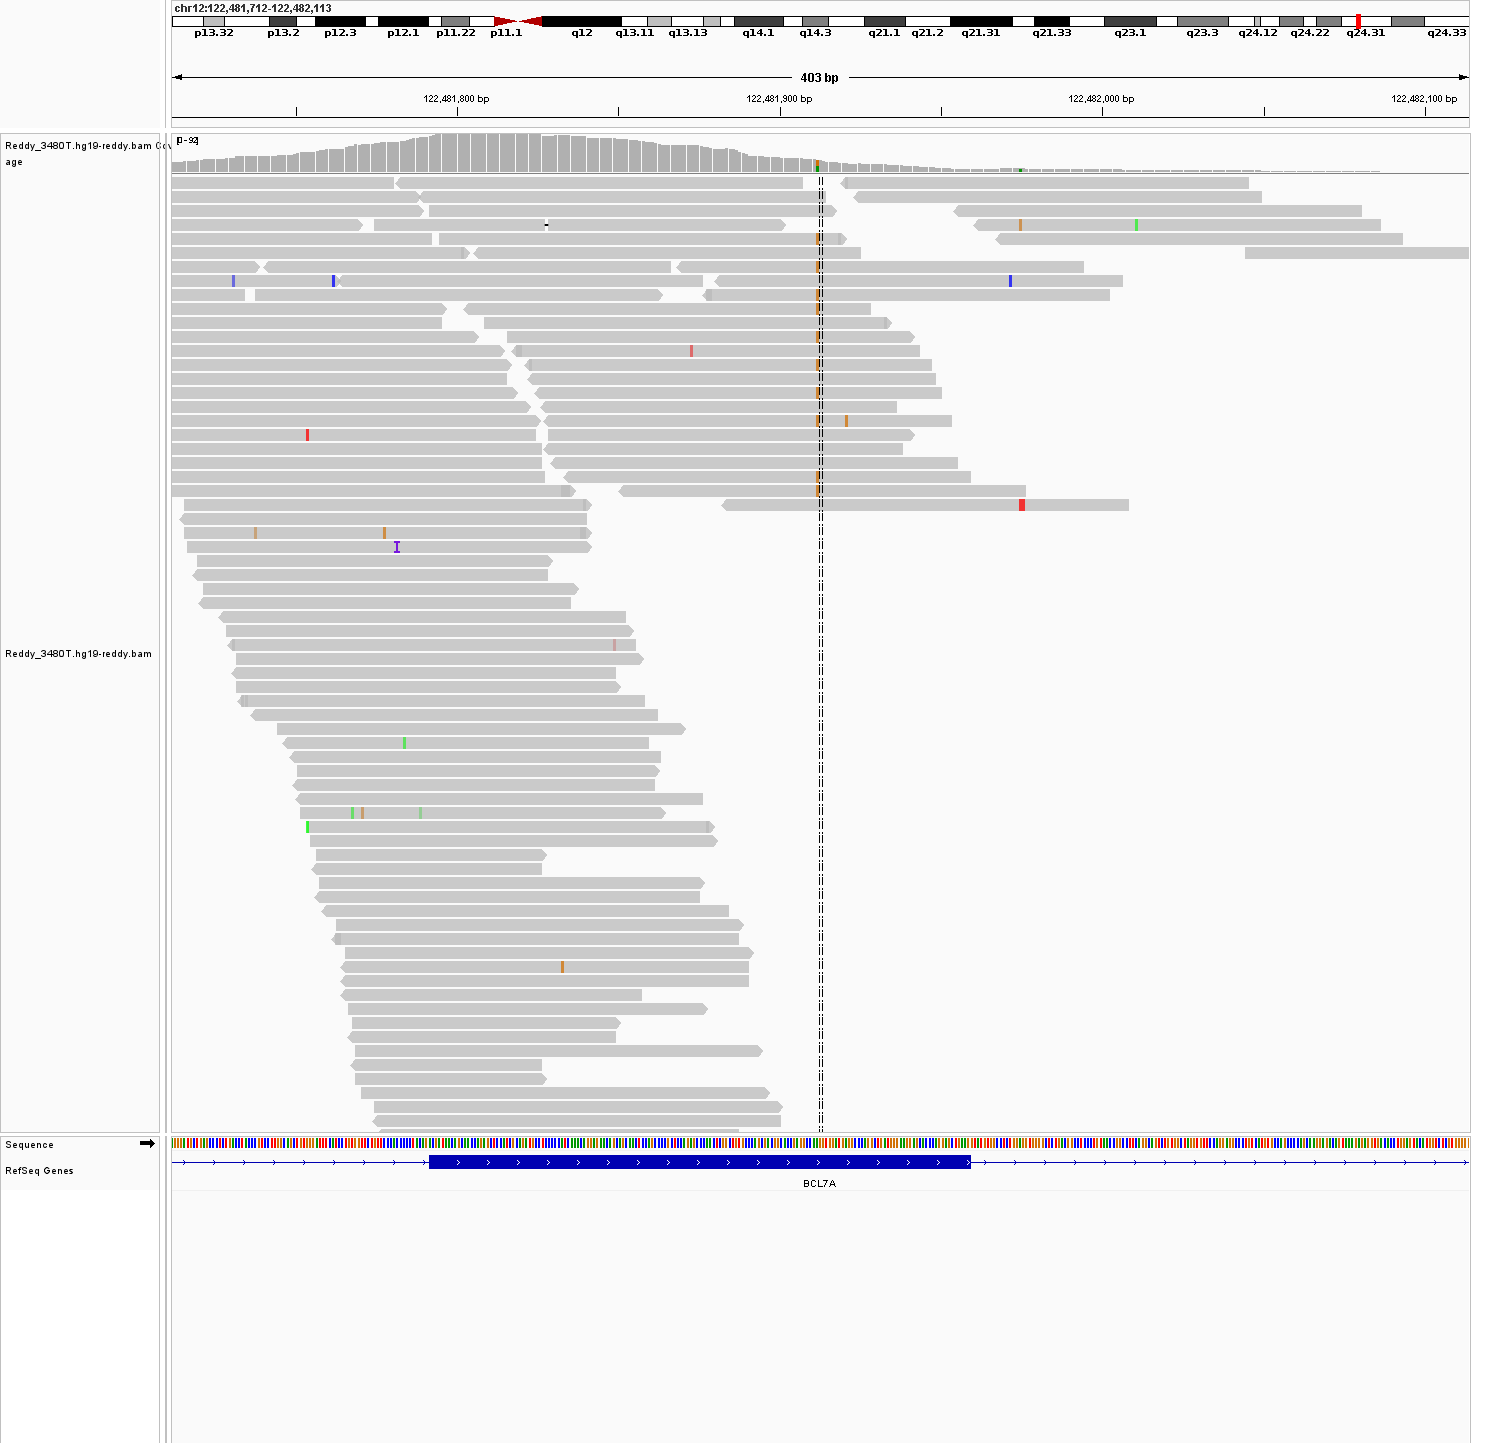 chr12:122,481,712-122,482,113
p13.32 p13.2 p12.3 p12.1 p11.22 p11.1 q12 q13.11 q13.13 q14.1 q14.3 q21.1 q21.2 q21.31 q21.33 q23.1 q23.3 q24.12 q24.22 q24.31 q24.33
403 bp
122,481,800 bp 122,481,900 bp 122,482,000 bp 122,482,100 bp
Reddy_3480T.hg19-reddy.bam Cov
age
[0 - 92]
Reddy_3480T.hg19-reddy.bam
Sequence
RefSeq Genes
BCL7A